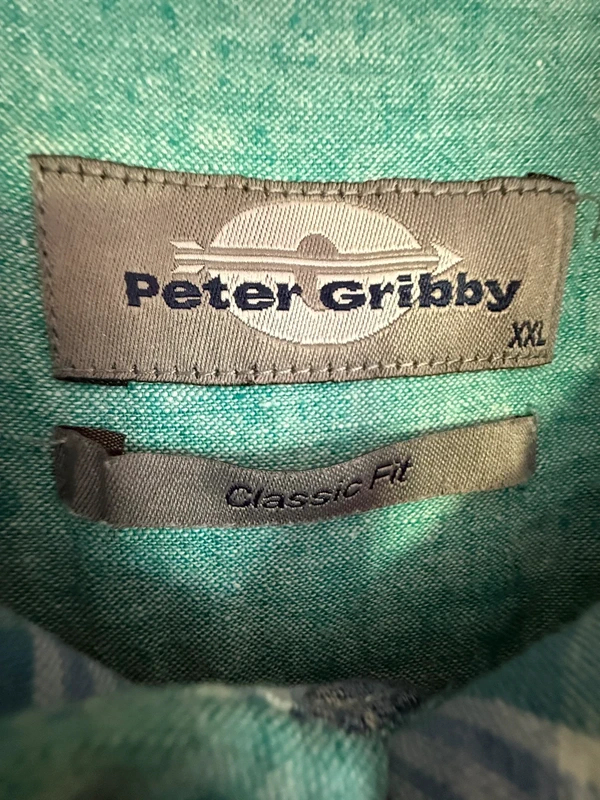 Peter Gribby
XXL
Classic Fit